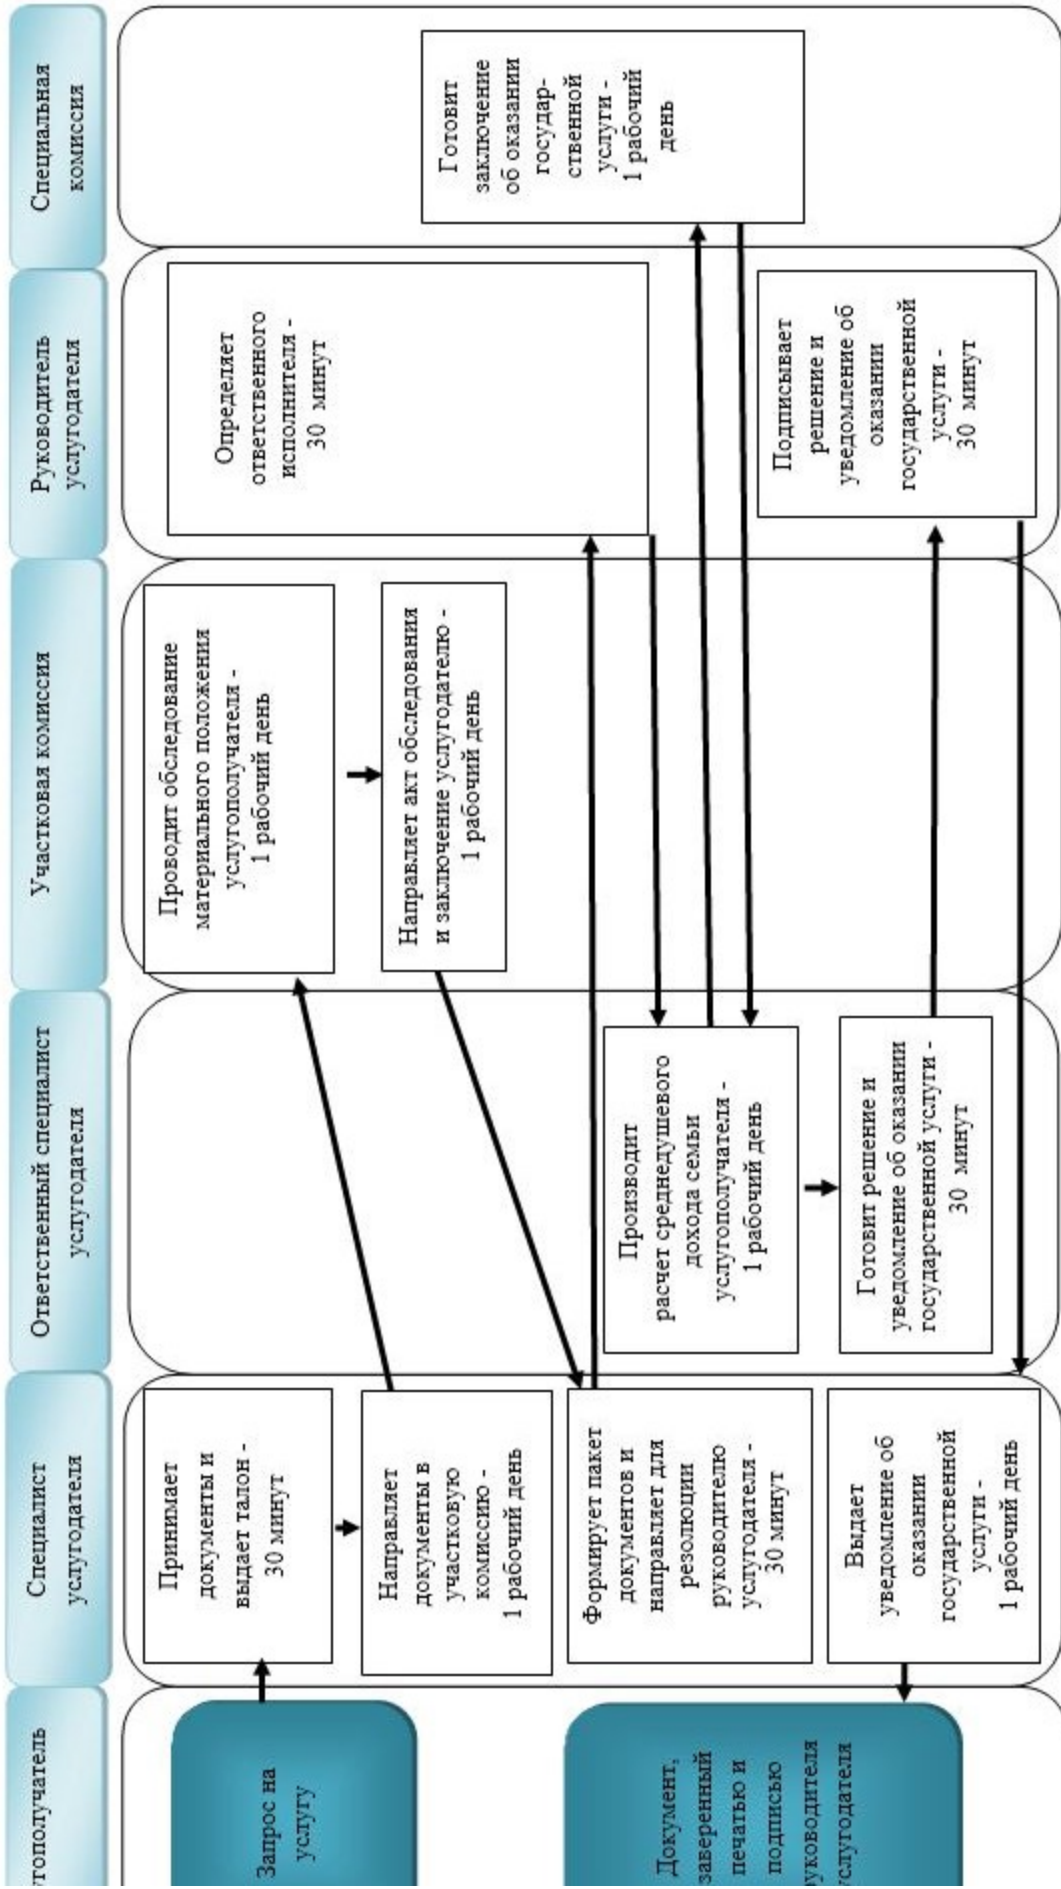 утополучатель
Специалист
услугодателя
Ответственный специалист
услугодателя
Участковая комиссия
Руководитель
услугодателя
Специальная
комиссия
Запрос на
услугу
Документ,
заверенный
печатью и
подписью
руководителя
услугодателя
Принимает
документы и
выдает талон -
30 минут
Направляет
документы в
участковую
комиссию -
1 рабочий день
Формирует пакет
документов и
направляет для
резолюции
руководителю
услугодателя -
30 минут
Выдает
уведомление об
оказании
государственной
услуги -
1 рабочий день
Производит
расчет среднедушевого
дохода семьи
услугополучателя -
1 рабочий день
Готовит решение и
уведомление об оказании
государственной услуги -
30 минут
Проводит обследование
материального положения
услугополучателя -
1 рабочий день
Направляет акт обследования
и заключение услугодателю -
1 рабочий день
Определяет
ответственного
исполнителя -
30 минут
Подписывает
решение и
уведомление об
оказании
государственной
услуги -
30 минут
Готовит
заключение
об оказании
государ-
ственной
услуги -
1 рабочий
день